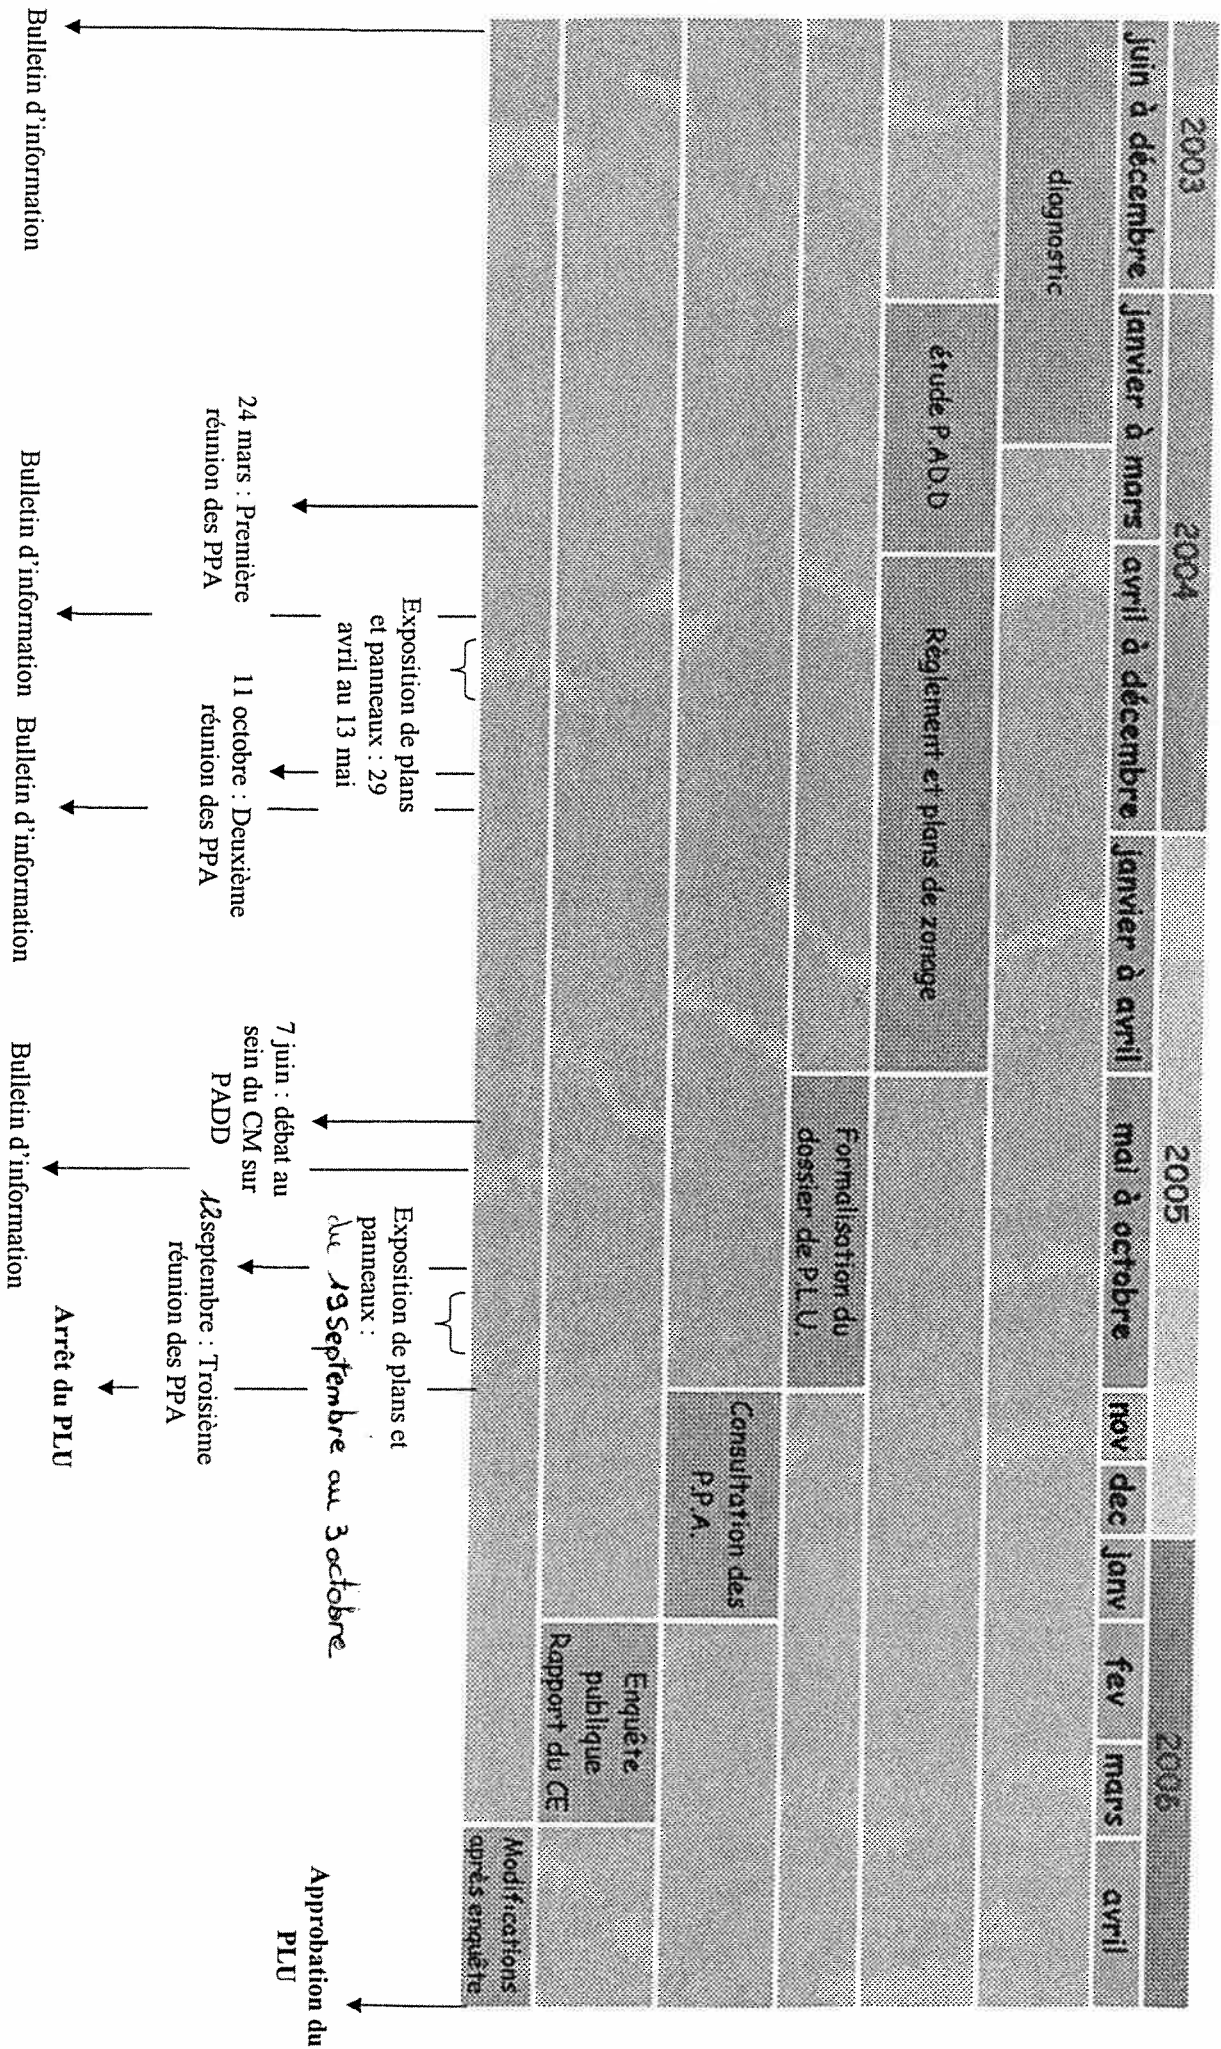 2003
2004
2005
2006
juin à décembre
janvier à mars
avril à décembre
janvier à avril
mai à octobre
nov
dec
janv
fev
mars
avril
diagnostic
étude P.AD.D
Règlement et plans de zonage
Formalisation du
dossier de P.L.U.
Consultation des
P.P.A.
Enquête
publique
Rapport du CE
Modifications
après enquête
Bulletin d'information
24 mars : Première
réunion des PPA
Bulletin d'information
Exposition de plans
et panneaux : 29
avril au 13 mai
11 octobre : Deuxième
réunion des PPA
Bulletin d'information
7 juin : débat au
sein du CM sur
PADD
Bulletin d'information
12 septembre : Troisième
réunion des PPA
Exposition de plans et
panneaux :
du 19 Septembre au 3 octobre
Arrêt du PLU
Approbation du
PLU